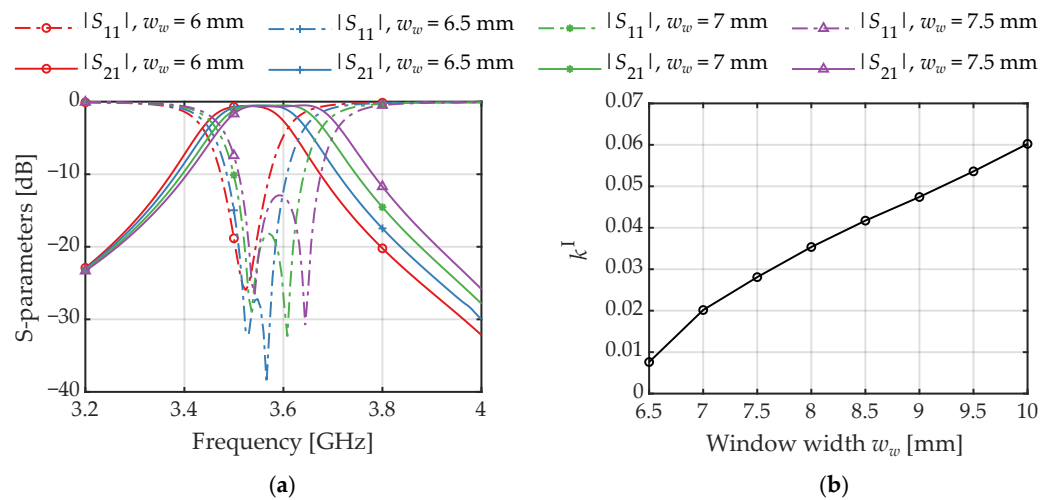 |S11|, ww = 6 mm |S11|, ww = 6.5 mm |S11|, ww = 7 mm |S11|, ww = 7.5 mm
|S21|, ww = 6 mm |S21|, ww = 6.5 mm |S21|, ww = 7 mm |S21|, ww = 7.5 mm
S-parameters [dB]
0
−10
−20
−30
−40
3.2 3.4 3.6 3.8 4
Frequency [GHz]
(a)
kI
0.07
0.06
0.05
0.04
0.03
0.02
0.01
0
6.5 7 7.5 8 8.5 9 9.5 10
Window width ww [mm]
(b)